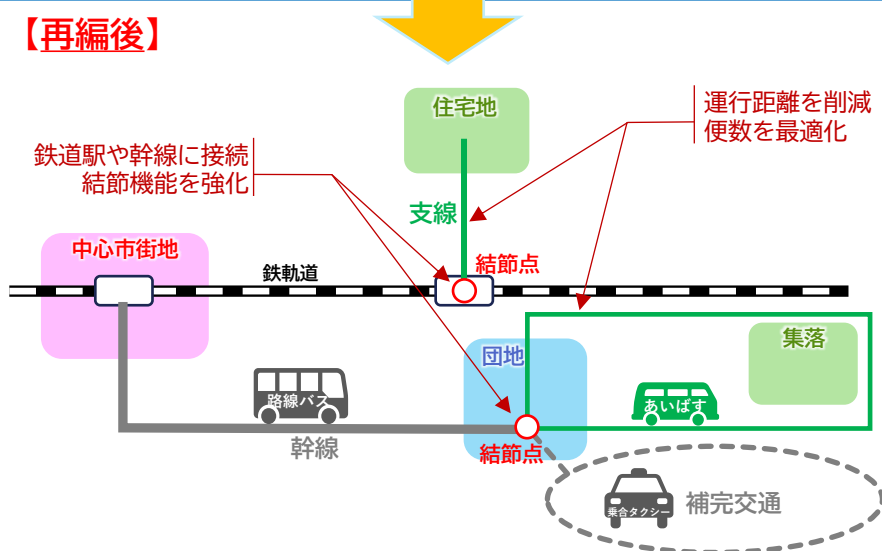 【再編後】
住宅地
運行距離を削減
便数を最適化
鉄道駅や幹線に接続
結節機能を強化
支線
中心市街地
鉄軌道
結節点
集落
団地
路線バス
あいばす
幹線
結節点
乗合タクシー
補完交通